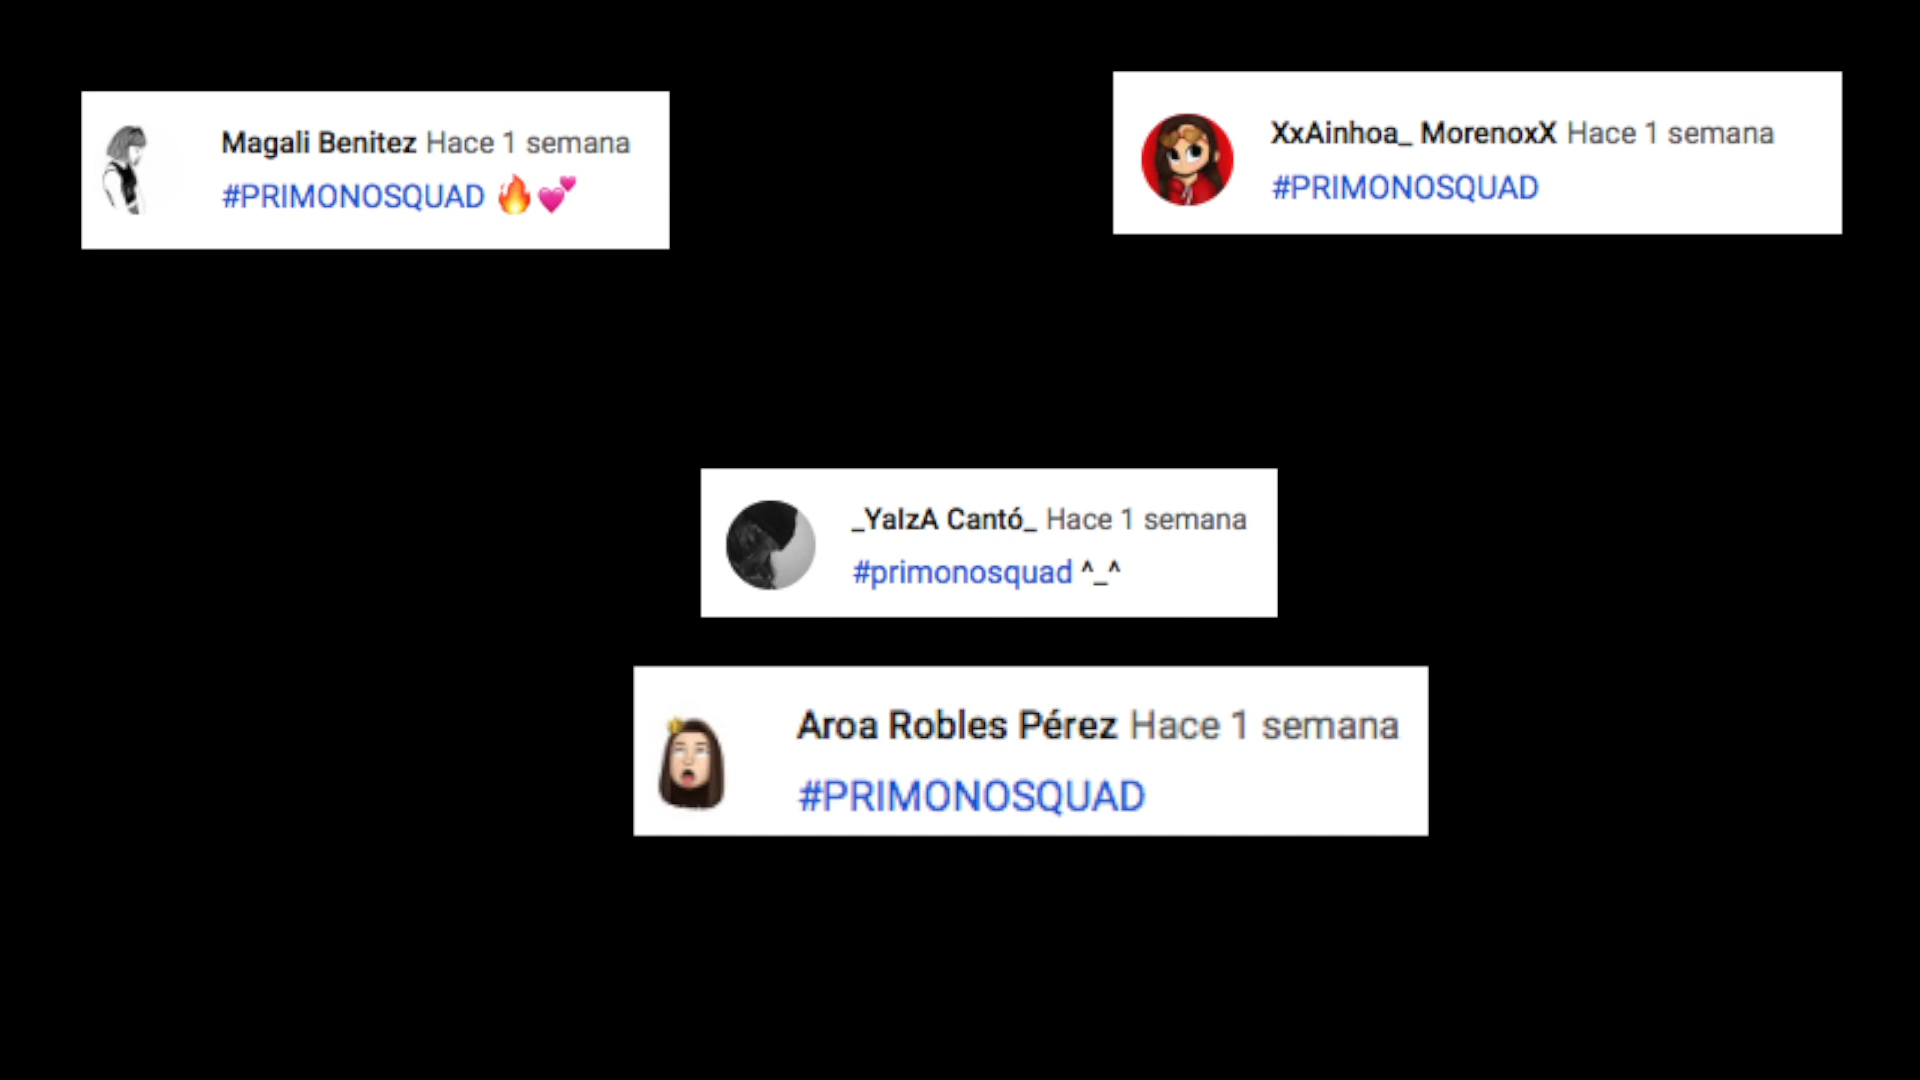 Magali Benitez Hace 1 semana
#PRIMONOSQUAD 🔥💕
XxAinhoa_ MorenoxX Hace 1 semana
#PRIMONOSQUAD
_YaIzA Cantó_ Hace 1 semana
#primonosquad ^_^
Aroa Robles Pérez Hace 1 semana
#PRIMONOSQUAD